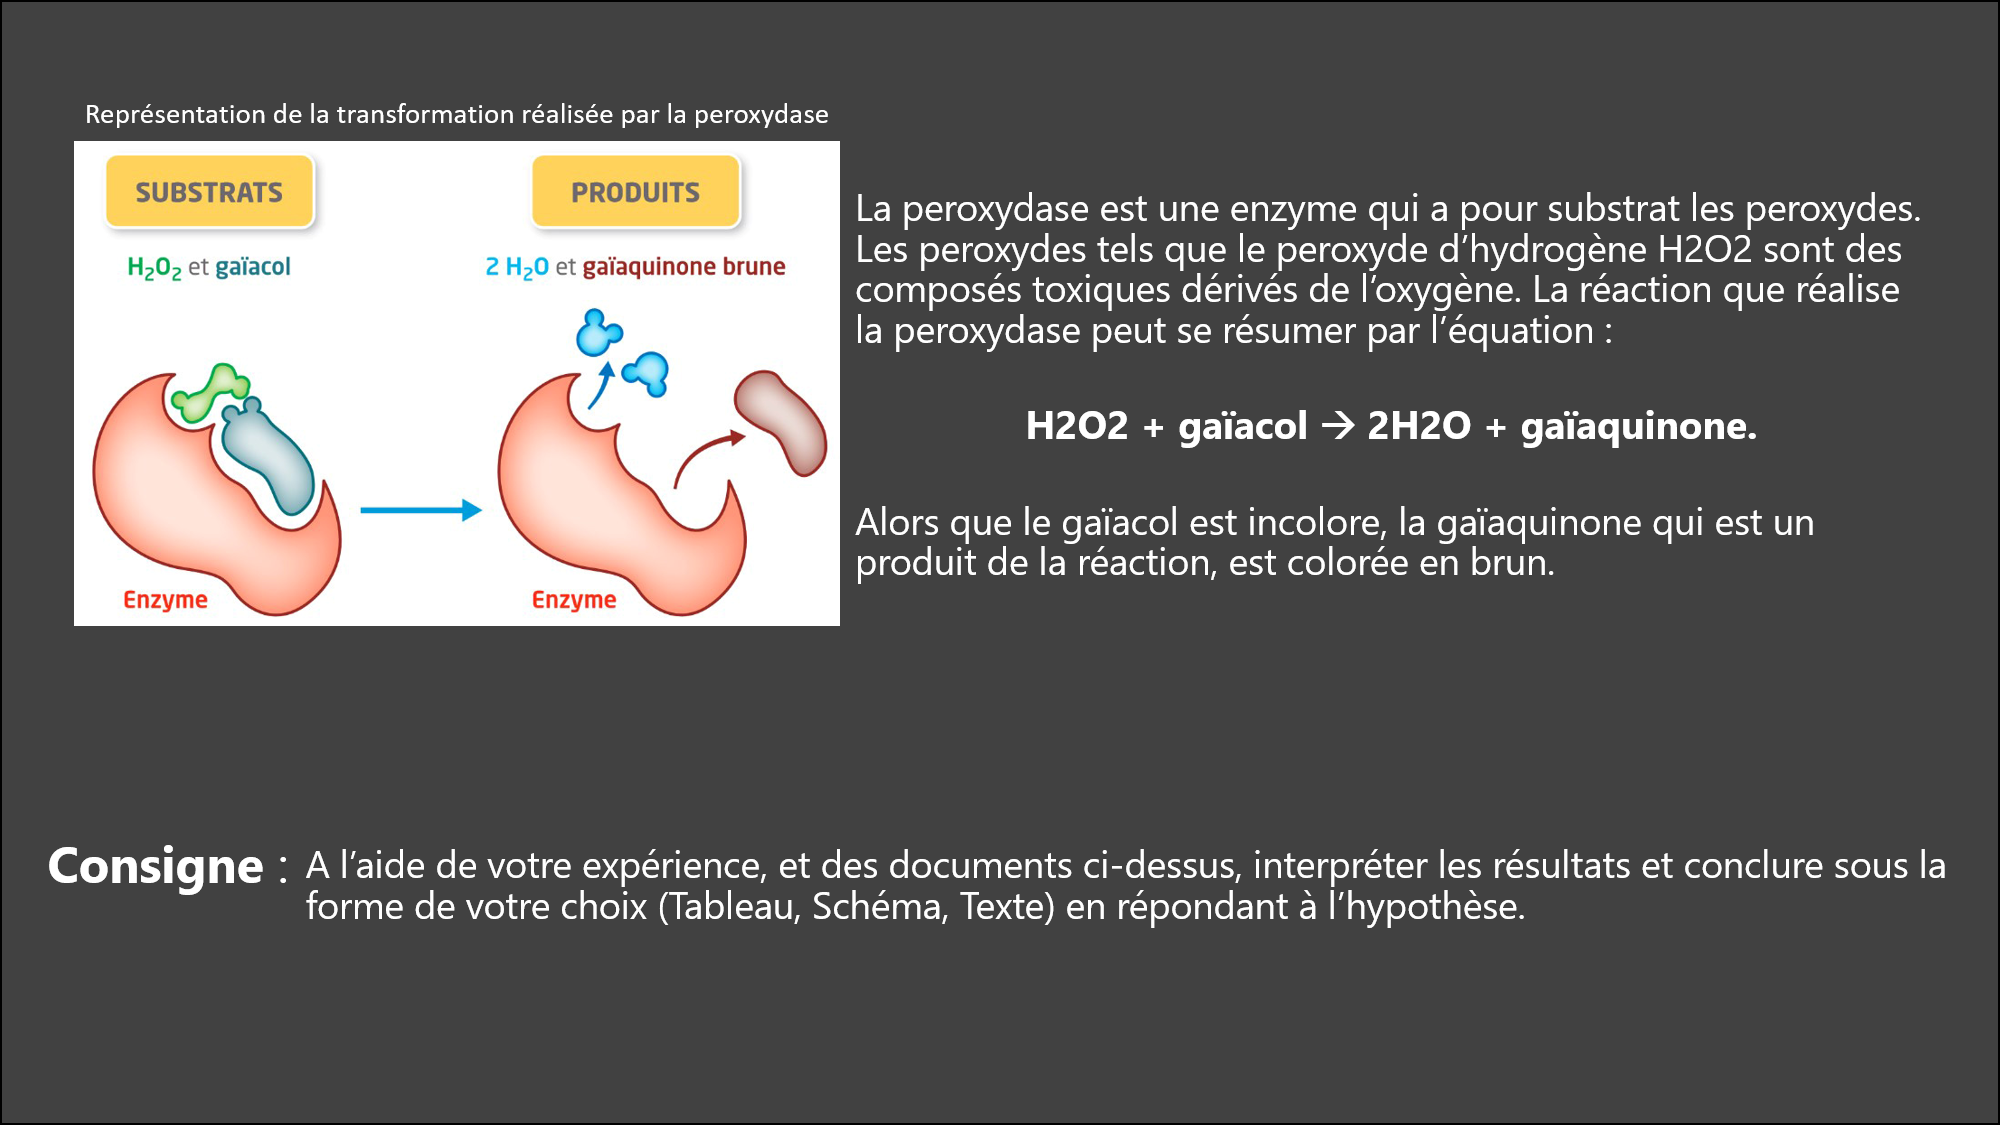 Représentation de la transformation réalisée par la peroxydase
SUBSTRATS
PRODUITS
H₂O₂ et gaïacol
2 H₂O et gaïaquinone brune
Enzyme
Enzyme
La peroxydase est une enzyme qui a pour substrat les peroxydes.
Les peroxydes tels que le peroxyde d’hydrogène H2O2 sont des
composés toxiques dérivés de l’oxygène. La réaction que réalise
la peroxydase peut se résumer par l’équation :
H2O2 + gaïacol → 2H2O + gaïaquinone.
Alors que le gaïacol est incolore, la gaïaquinone qui est un
produit de la réaction, est colorée en brun.
Consigne : A l’aide de votre expérience, et des documents ci-dessus, interpréter les résultats et conclure sous la
forme de votre choix (Tableau, Schéma, Texte) en répondant à l’hypothèse.